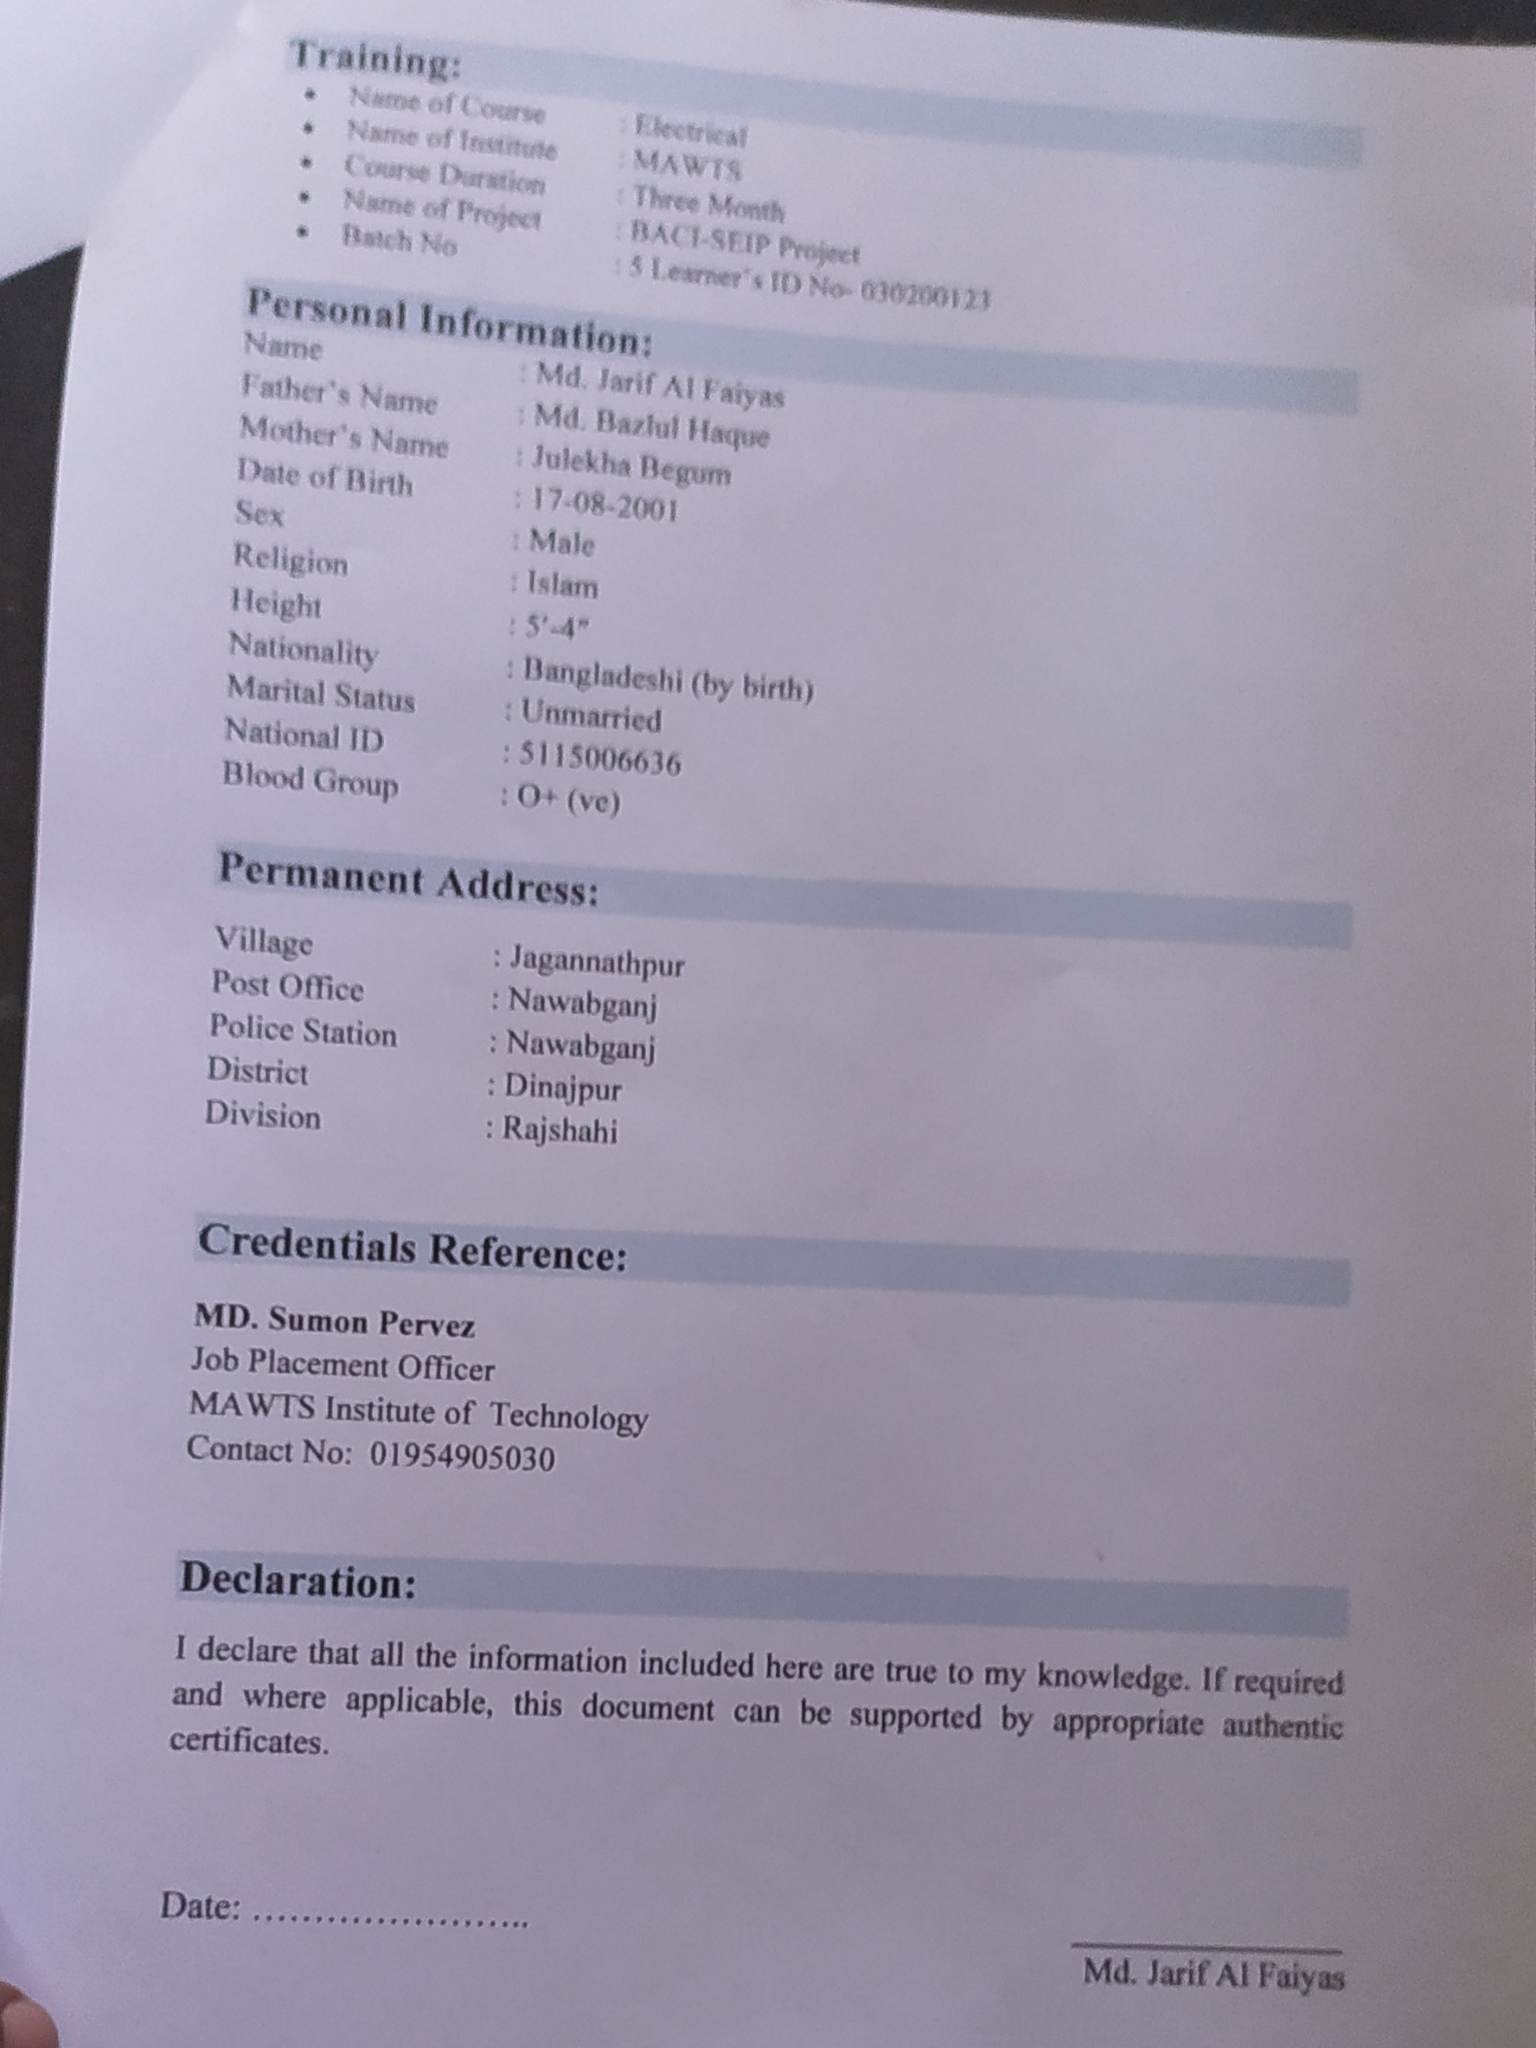 Training:
• Name of Course : Electrical
• Name of Institute : MAWTS
• Course Duration : Three Month
• Name of Project : BACI-SEIP Project
• Batch No : 5 Learner's ID No- 030200123
Personal Information:
Name : Md. Jarif Al Faiyas
Father's Name : Md. Bazlul Haque
Mother's Name : Julekha Begum
Date of Birth : 17-08-2001
Sex : Male
Religion : Islam
Height : 5'-4"
Nationality : Bangladeshi (by birth)
Marital Status : Unmarried
National ID : 5115006636
Blood Group : O+ (ve)
Permanent Address:
Village : Jagannathpur
Post Office : Nawabganj
Police Station : Nawabganj
District : Dinajpur
Division : Rajshahi
Credentials Reference:
MD. Sumon Pervez
Job Placement Officer
MAWTS Institute of Technology
Contact No: 01954905030
Declaration:
I declare that all the information included here are true to my knowledge. If required
and where applicable, this document can be supported by appropriate authentic
certificates.
Date: ............................
Md. Jarif Al Faiyas